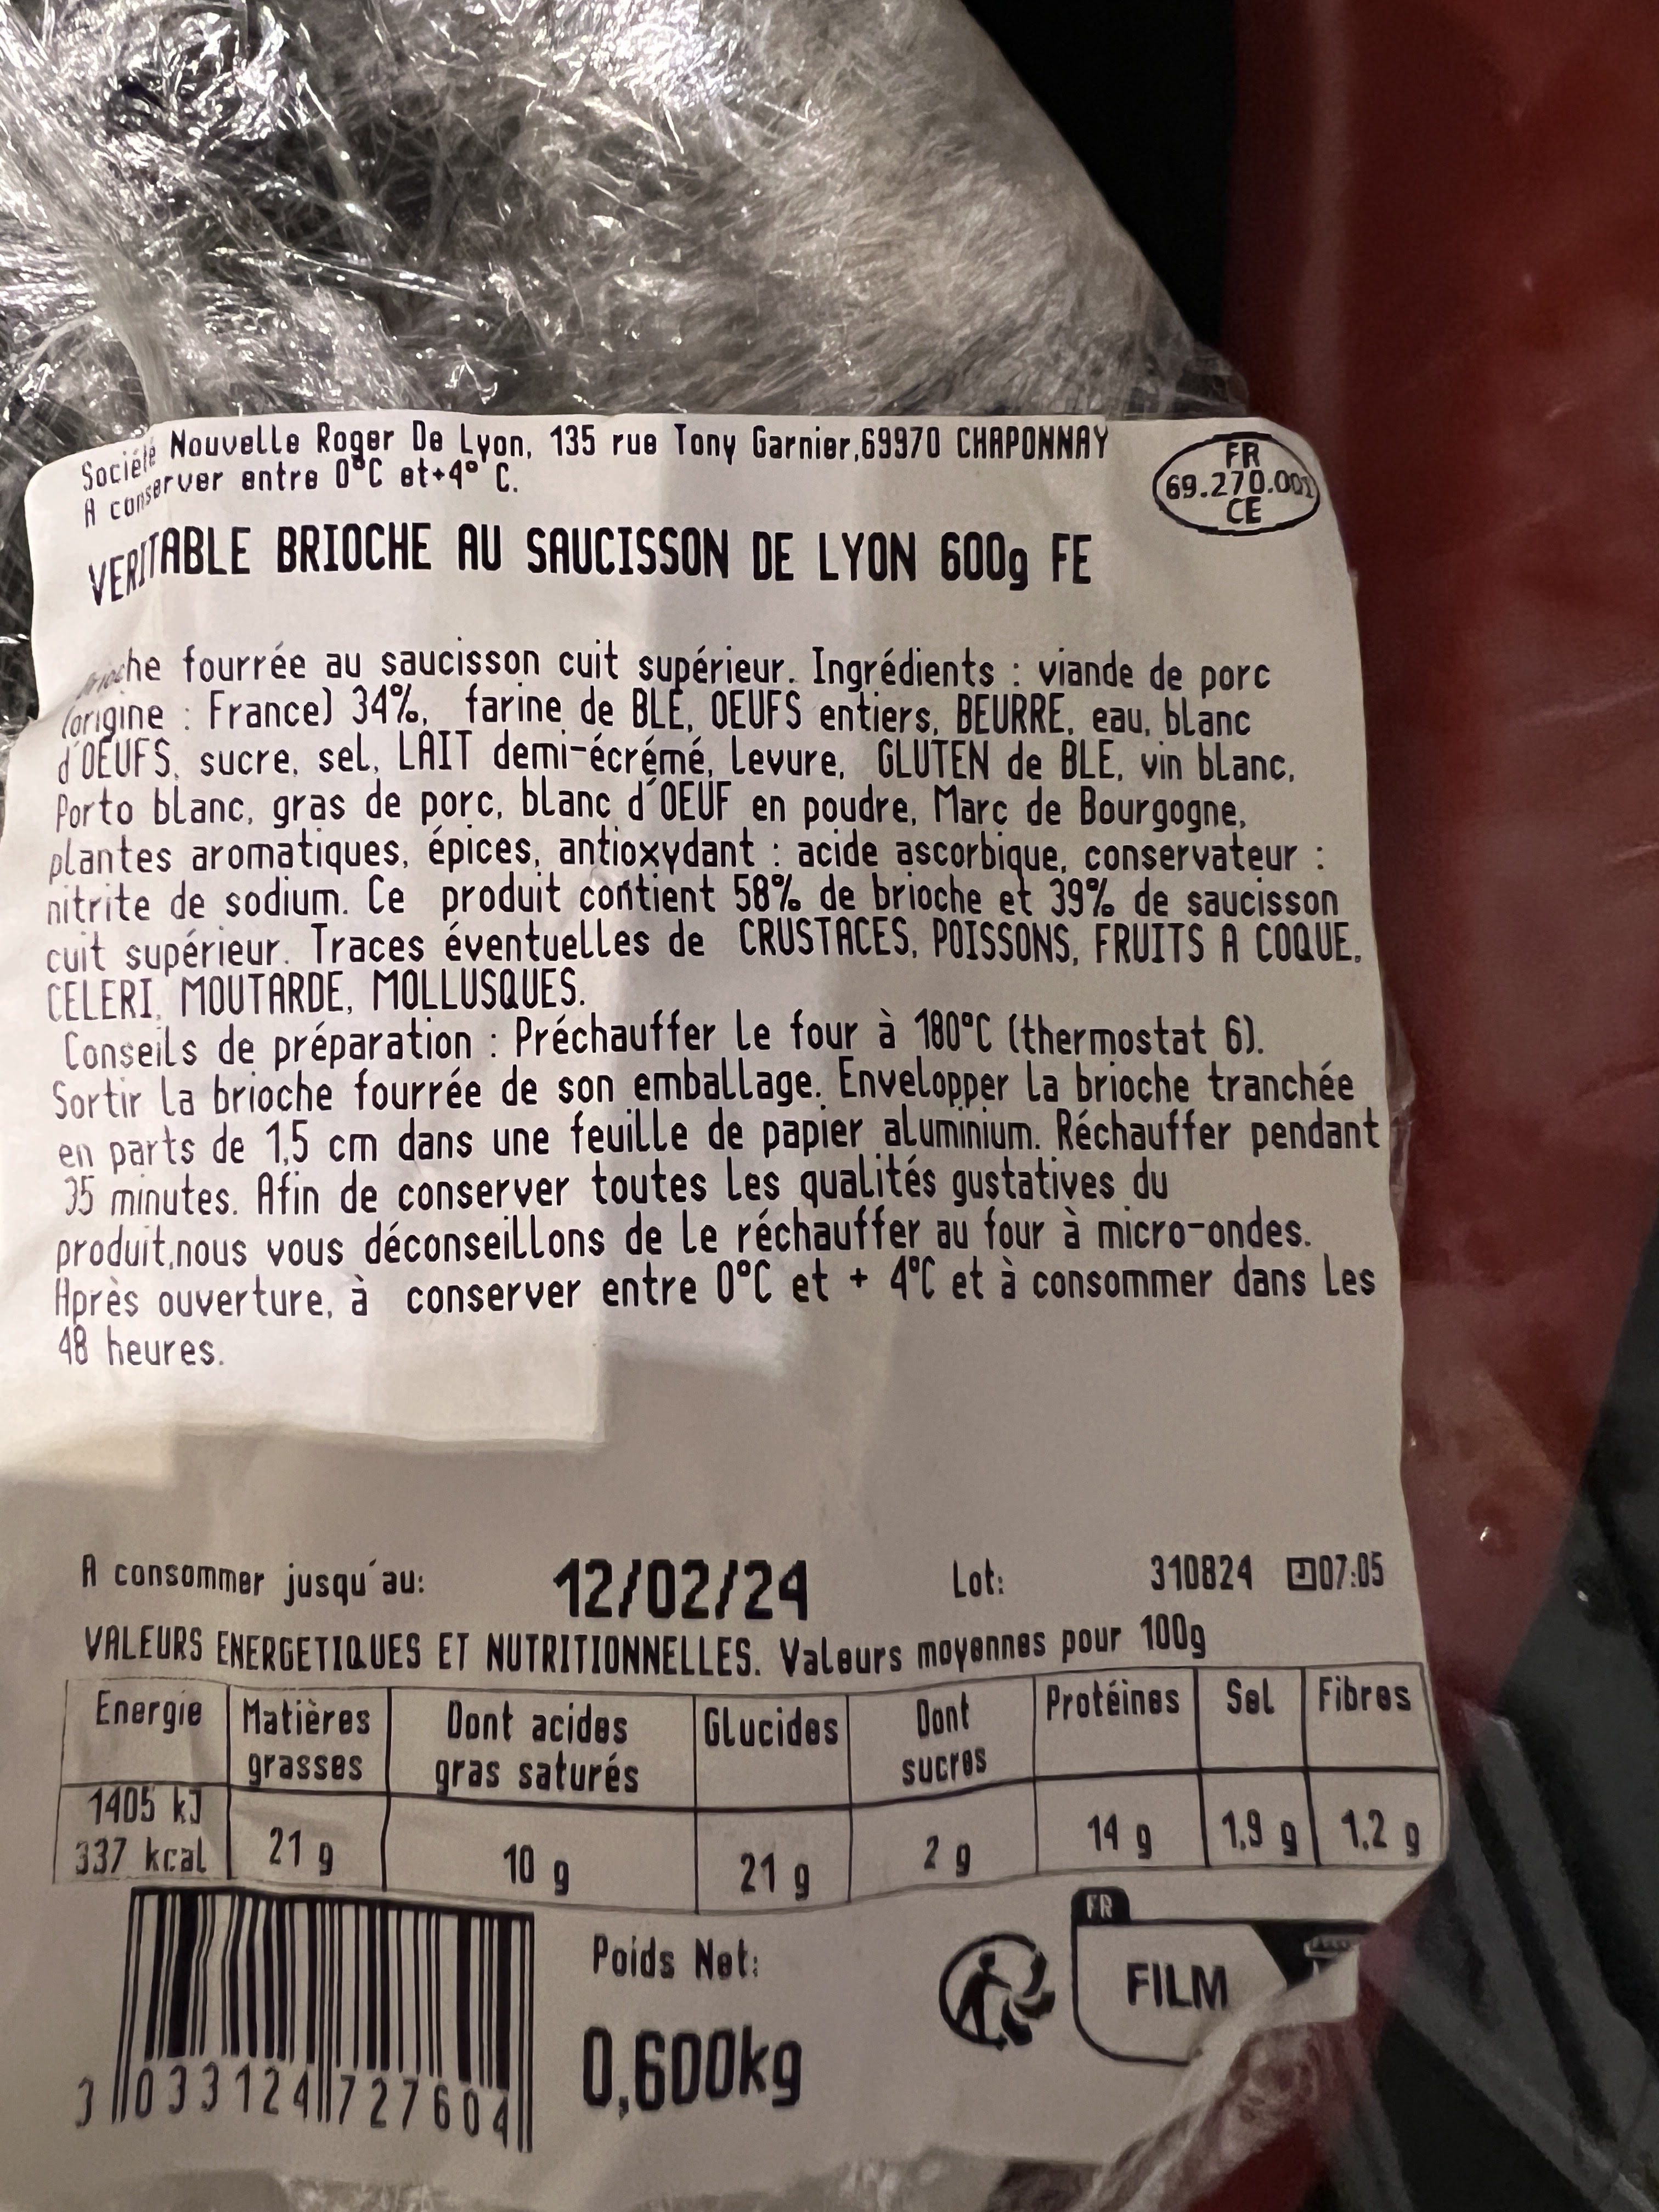 Société Nouvelle Roger De Lyon, 135 rue Tony Garnier,69970 CHAPONNAY
A conserver entre 0°C et+4° C.
FR
69.270.001
CE
VERITABLE BRIOCHE AU SAUCISSON DE LYON 600g FE
Brioche fourrée au saucisson cuit supérieur. Ingrédients : viande de porc
(origine : France) 34%, farine de BLE, OEUFS entiers, BEURRE, eau, blanc
d'OEUFS, sucre, sel, LAIT demi-écrémé, Levure, GLUTEN de BLE, vin blanc,
Porto blanc, gras de porc, blanc d'OEUF en poudre, Marc de Bourgogne,
plantes aromatiques, épices, antioxydant : acide ascorbique, conservateur :
nitrite de sodium. Ce produit contient 58% de brioche et 39% de saucisson
cuit supérieur. Traces éventuelles de CRUSTACES, POISSONS, FRUITS A COQUE,
CELERI, MOUTARDE, MOLLUSQUES.
Conseils de préparation : Préchauffer le four à 180°C (thermostat 6).
Sortir la brioche fourrée de son emballage. Envelopper la brioche tranchée
en parts de 1,5 cm dans une feuille de papier aluminium. Réchauffer pendant
35 minutes. Afin de conserver toutes les qualités gustatives du
produit,nous vous déconseillons de le réchauffer au four à micro-ondes.
Après ouverture, à conserver entre 0°C et + 4°C et à consommer dans les
48 heures.
A consommer jusqu'au: 12/02/24 Lot: 310824 07:05
VALEURS ENERGETIQUES ET NUTRITIONNELLES. Valeurs moyennes pour 100g
Energie Matières grasses Dont acides gras saturés Glucides Dont sucres Protéines Sel Fibres
1405 kJ
337 kcal 21 g 10 g 21 g 2 g 14 g 1,9 g 1,2 g
Poids Net:
0,600kg
FR
FILM
3 033124 727604